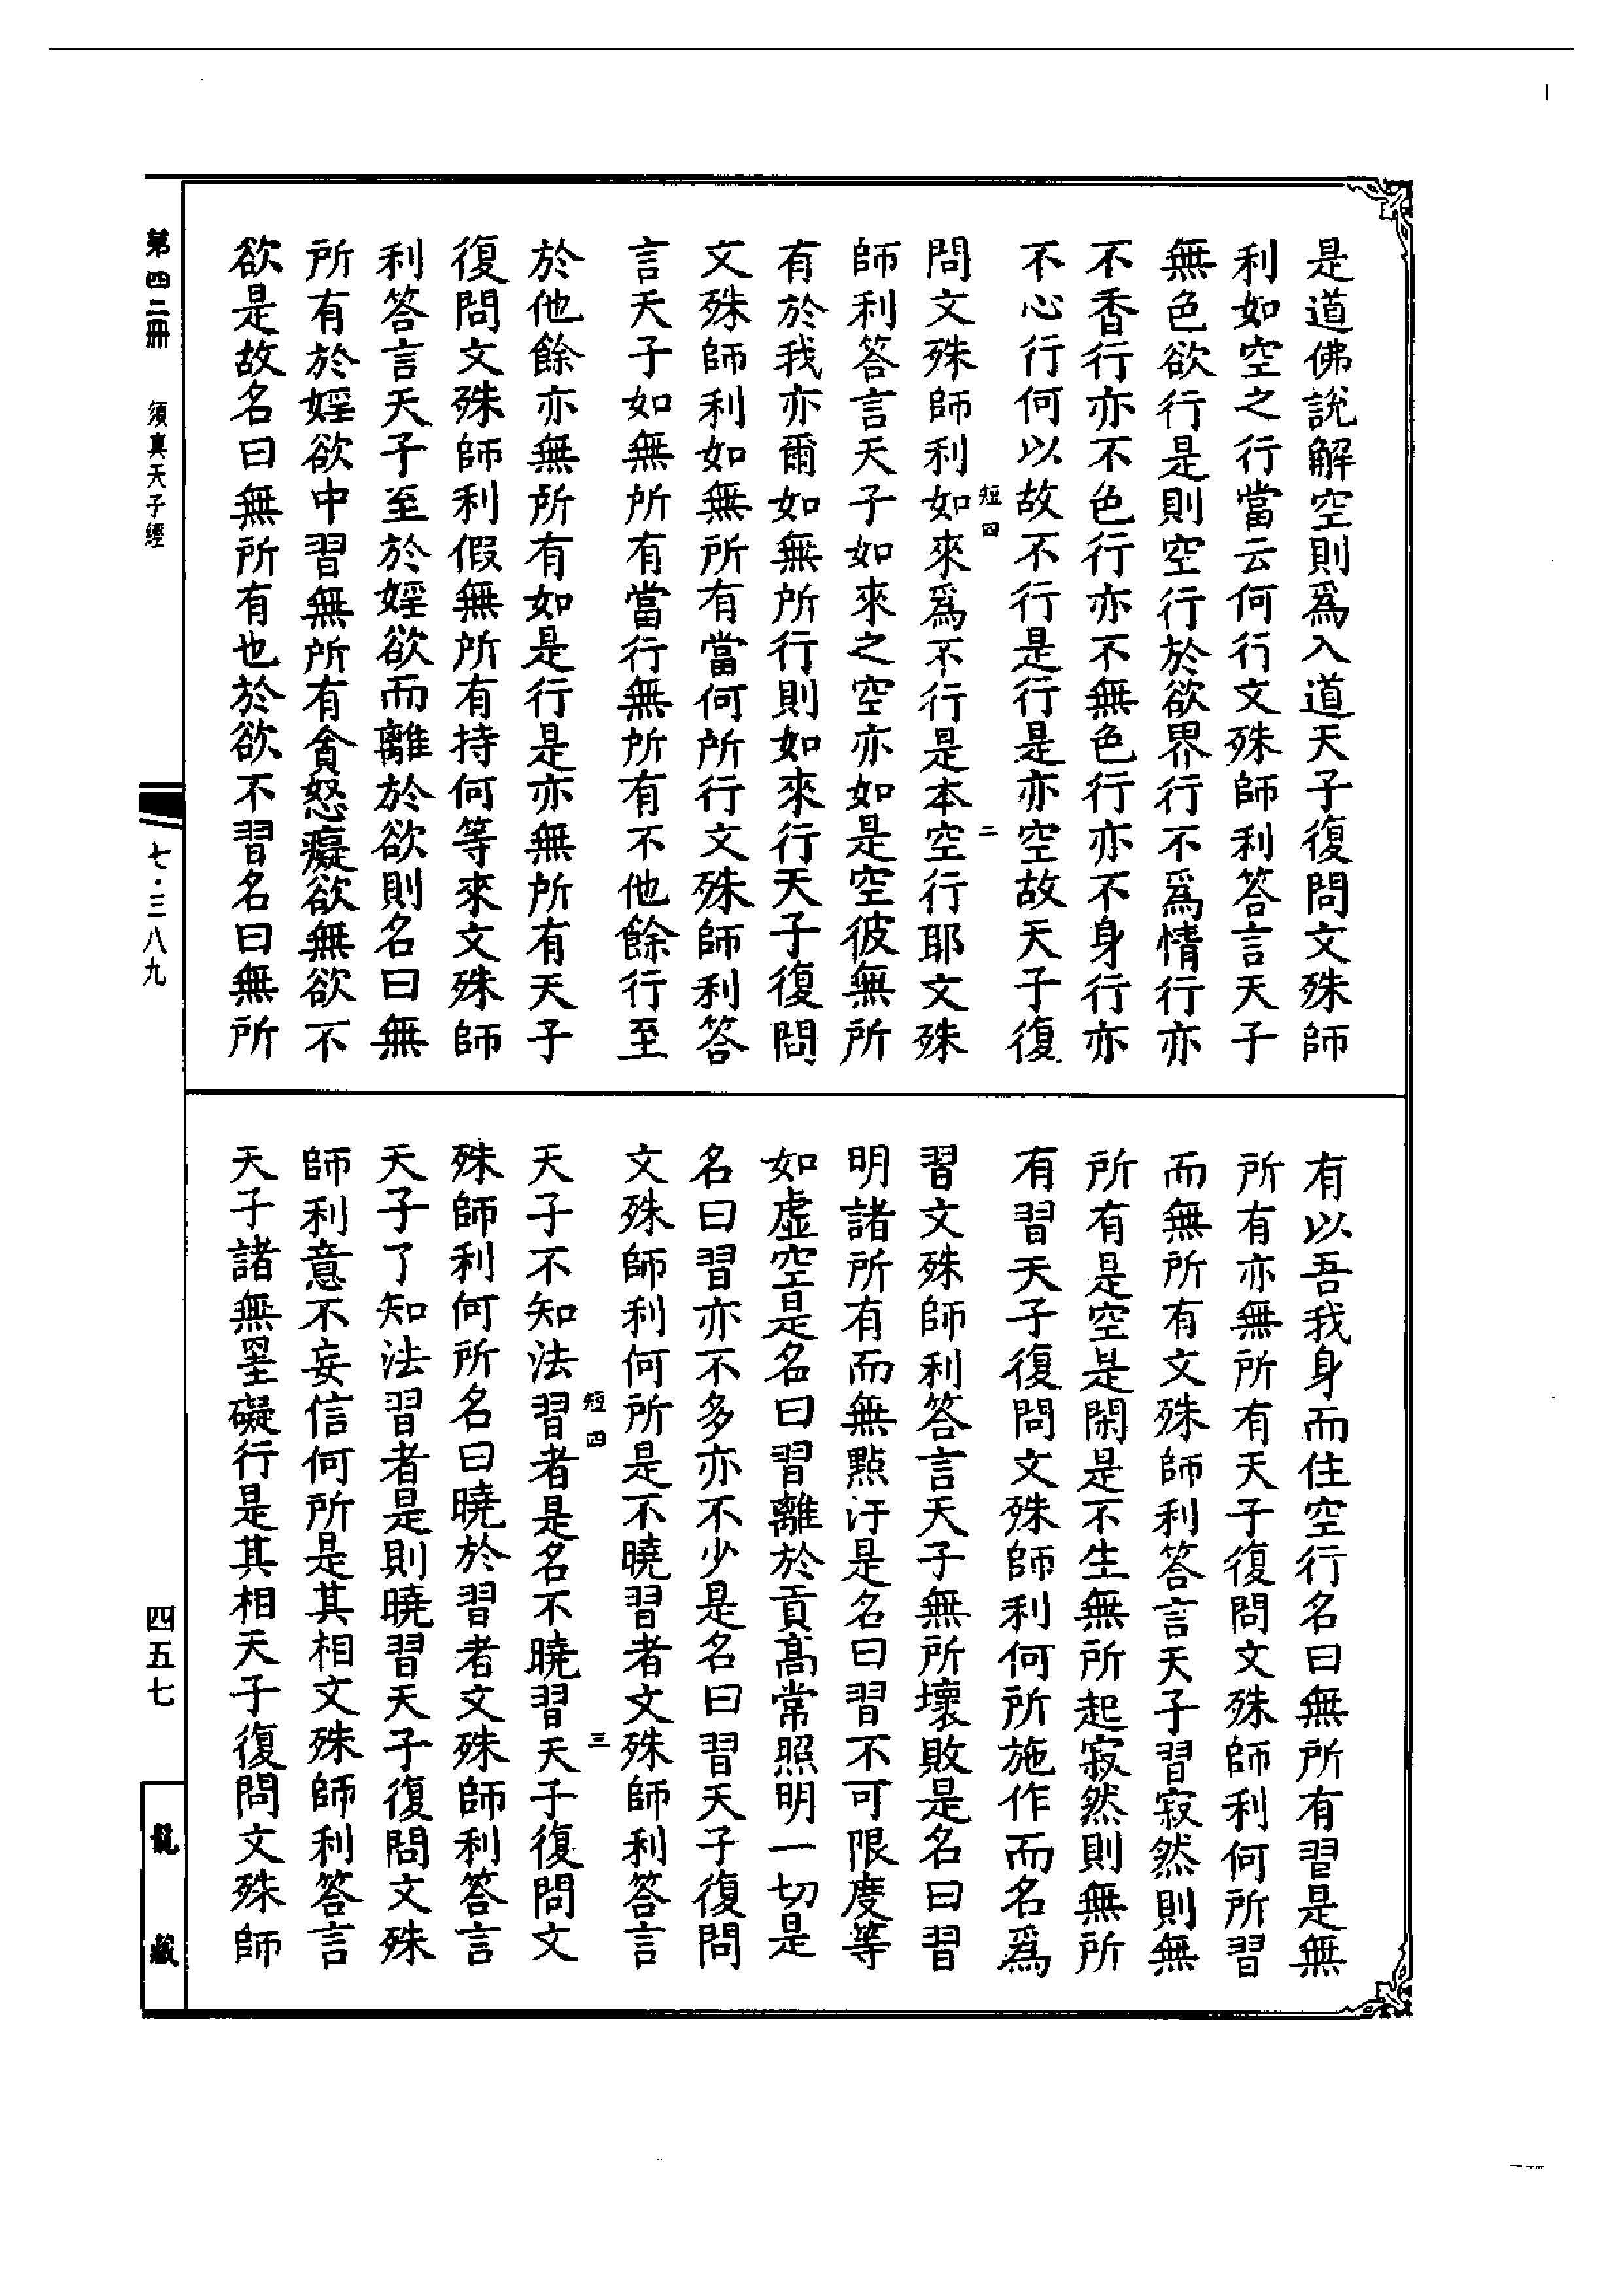 是道佛說解空則爲入道天子復問文殊師
利如空之行當云何行文殊師利答言天子
無色欲行是則空行於欲界行不爲情行亦
不香行亦不色行亦不無色行亦不身行亦
不心行何以故不行是行是亦空故天子復
短四
二
問文殊師利如來爲不行是本空行耶文殊
師利答言天子如來之空亦如是空彼無所
有於我亦爾如無所行則如來行天子復問
文殊師利如無所有當何所行文殊師利答
言天子如無所有當行無所有不他餘行至
於他餘亦無所有如是行是亦無所有天子
復問文殊師利假無所有持何等來文殊師
利答言天子至於婬欲而離於欲則名曰無
所有於婬欲中習無所有貪怒癡欲無欲不
欲是故名曰無所有也於欲不習名曰無所
有以吾我身而住空行名曰無所有習是無
所有亦無所有天子復問文殊師利何所習
而無所有文殊師利答言天子習寂然則無
所有是空是閑是不生無所起寂然則無所
有習天子復問文殊師利何所施作而名爲
習文殊師利答言天子無所壞敗是名曰習
明諸所有而無點汙是名曰習不可限度等
如虛空是名曰習離於貢高常照明一切是
名曰習亦不多亦不少是名曰習天子復問
文殊師利何所是不曉習者文殊師利答言
短四
三
天子不知法習者是名不曉習天子復問文
殊師利何所名曰曉於習者文殊師利答言
天子了知法習者是則曉習天子復問文殊
師利意不妄信何所是其相文殊師利答言
天子諸無罣礙行是其相天子復問文殊師
第四二冊
須真天子經
七·三八九
四五七
龍藏